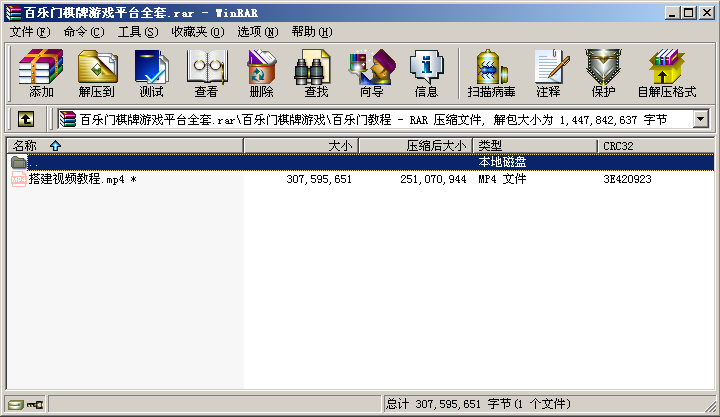 百乐门棋牌游戏平台全套.rar - WinRAR
文件(F) 命令(C) 工具(S) 收藏夹(O) 选项(N) 帮助(H)
添加 解压到 测试 查看 删除 查找 向导 信息 扫描病毒 注释 保护 自解压格式
百乐门棋牌游戏平台全套.rar\百乐门棋牌游戏\百乐门教程 - RAR 压缩文件, 解包大小为 1,447,842,637 字节
名称 大小 压缩后大小 类型 CRC32
.. 本地磁盘
搭建视频教程.mp4 * 307,595,651 251,070,944 MP4 文件 3E420923
总计 307,595,651 字节(1 个文件)